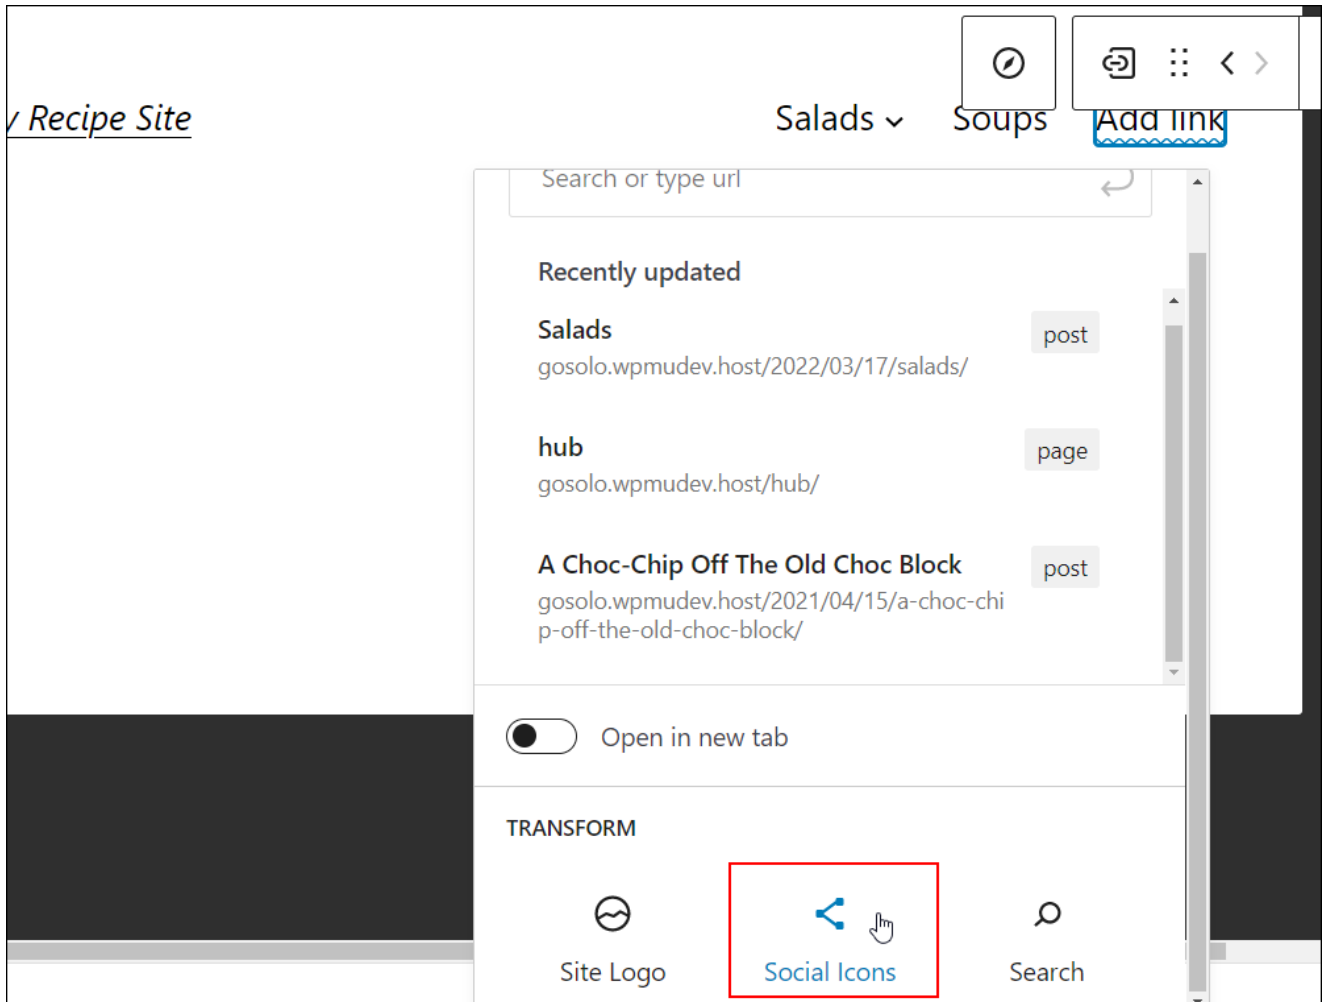 y Recipe Site
Salads
Soups
Add link
Search or type url
Recently updated
Salads
post
gosolo.wpmudev.host/2022/03/17/salads/
hub
page
gosolo.wpmudev.host/hub/
A Choc-Chip Off The Old Choc Block
post
gosolo.wpmudev.host/2021/04/15/a-choc-chi
p-off-the-old-choc-block/
Open in new tab
TRANSFORM
Site Logo
Social Icons
Search